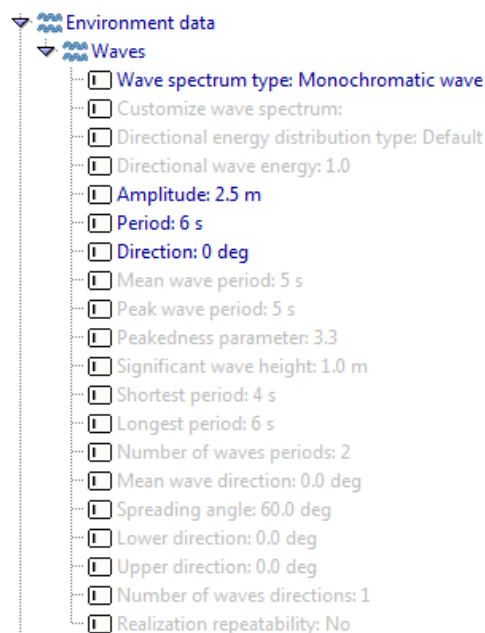 Environment data
Waves
Wave spectrum type: Monochromatic wave
Customize wave spectrum:
Directional energy distribution type: Default
Directional wave energy: 1.0
Amplitude: 2.5 m
Period: 6 s
Direction: 0 deg
Mean wave period: 5 s
Peak wave period: 5 s
Peakedness parameter: 3.3
Significant wave height: 1.0 m
Shortest period: 4 s
Longest period: 6 s
Number of waves periods: 2
Mean wave direction: 0.0 deg
Spreading angle: 60.0 deg
Lower direction: 0.0 deg
Upper direction: 0.0 deg
Number of waves directions: 1
Realization repeatability: No